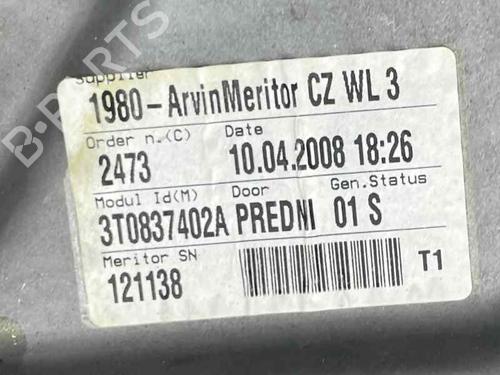 B-PARTS
Supplier
1980-ArvinMeritor CZ WL 3
Order n.(C) Date
2473 10.04.2008 18:26
Modul Id(M) Door Gen.Status
3T0837402A PREDNI 01 S
Meritor SN
121138 T1